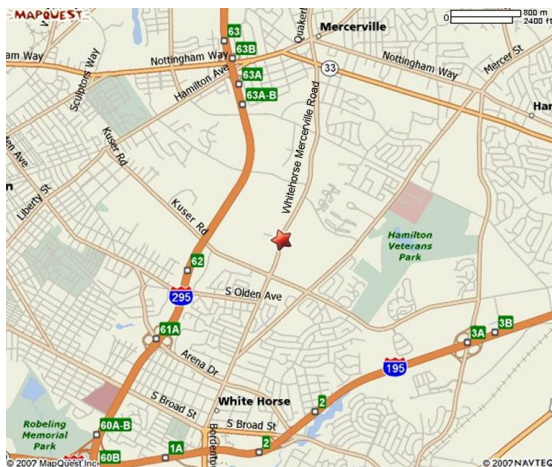 MAPQUEST
800 m
2400 ft
Mercerville
63
63B
Nottingham Way
33
Nottingham Way
Mercer St
Sculptors Way
Hamilton Ave
63A
63A-B
Kuser Rd
Whitehorse Mercerville Road
Liberty St
Kuser Rd
Hamilton
Veterans
Park
62
295
S Olden Ave
61A
3A
3B
Arena Dr
195
White Horse
S Broad St
S Broad St
2
Robeling
Memorial
Park
60A-B
60B
1A
2
© 2007 MapQuest Inc
© 2007 NAVTEQ